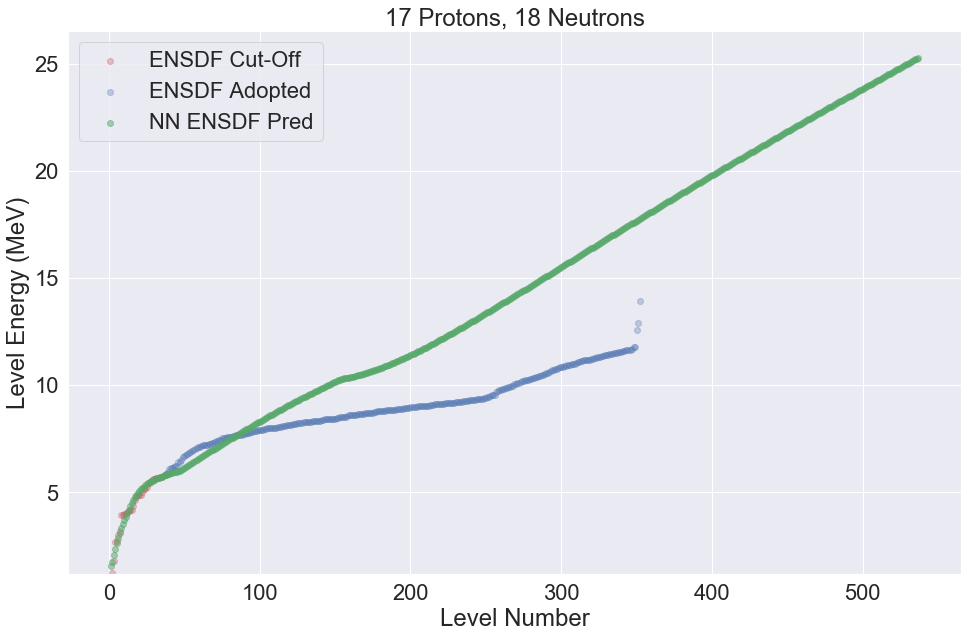 17 Protons, 18 Neutrons
ENSDF Cut-Off
ENSDF Adopted
NN ENSDF Pred
Level Energy (MeV)
25
20
15
10
5
0 100 200 300 400 500
Level Number